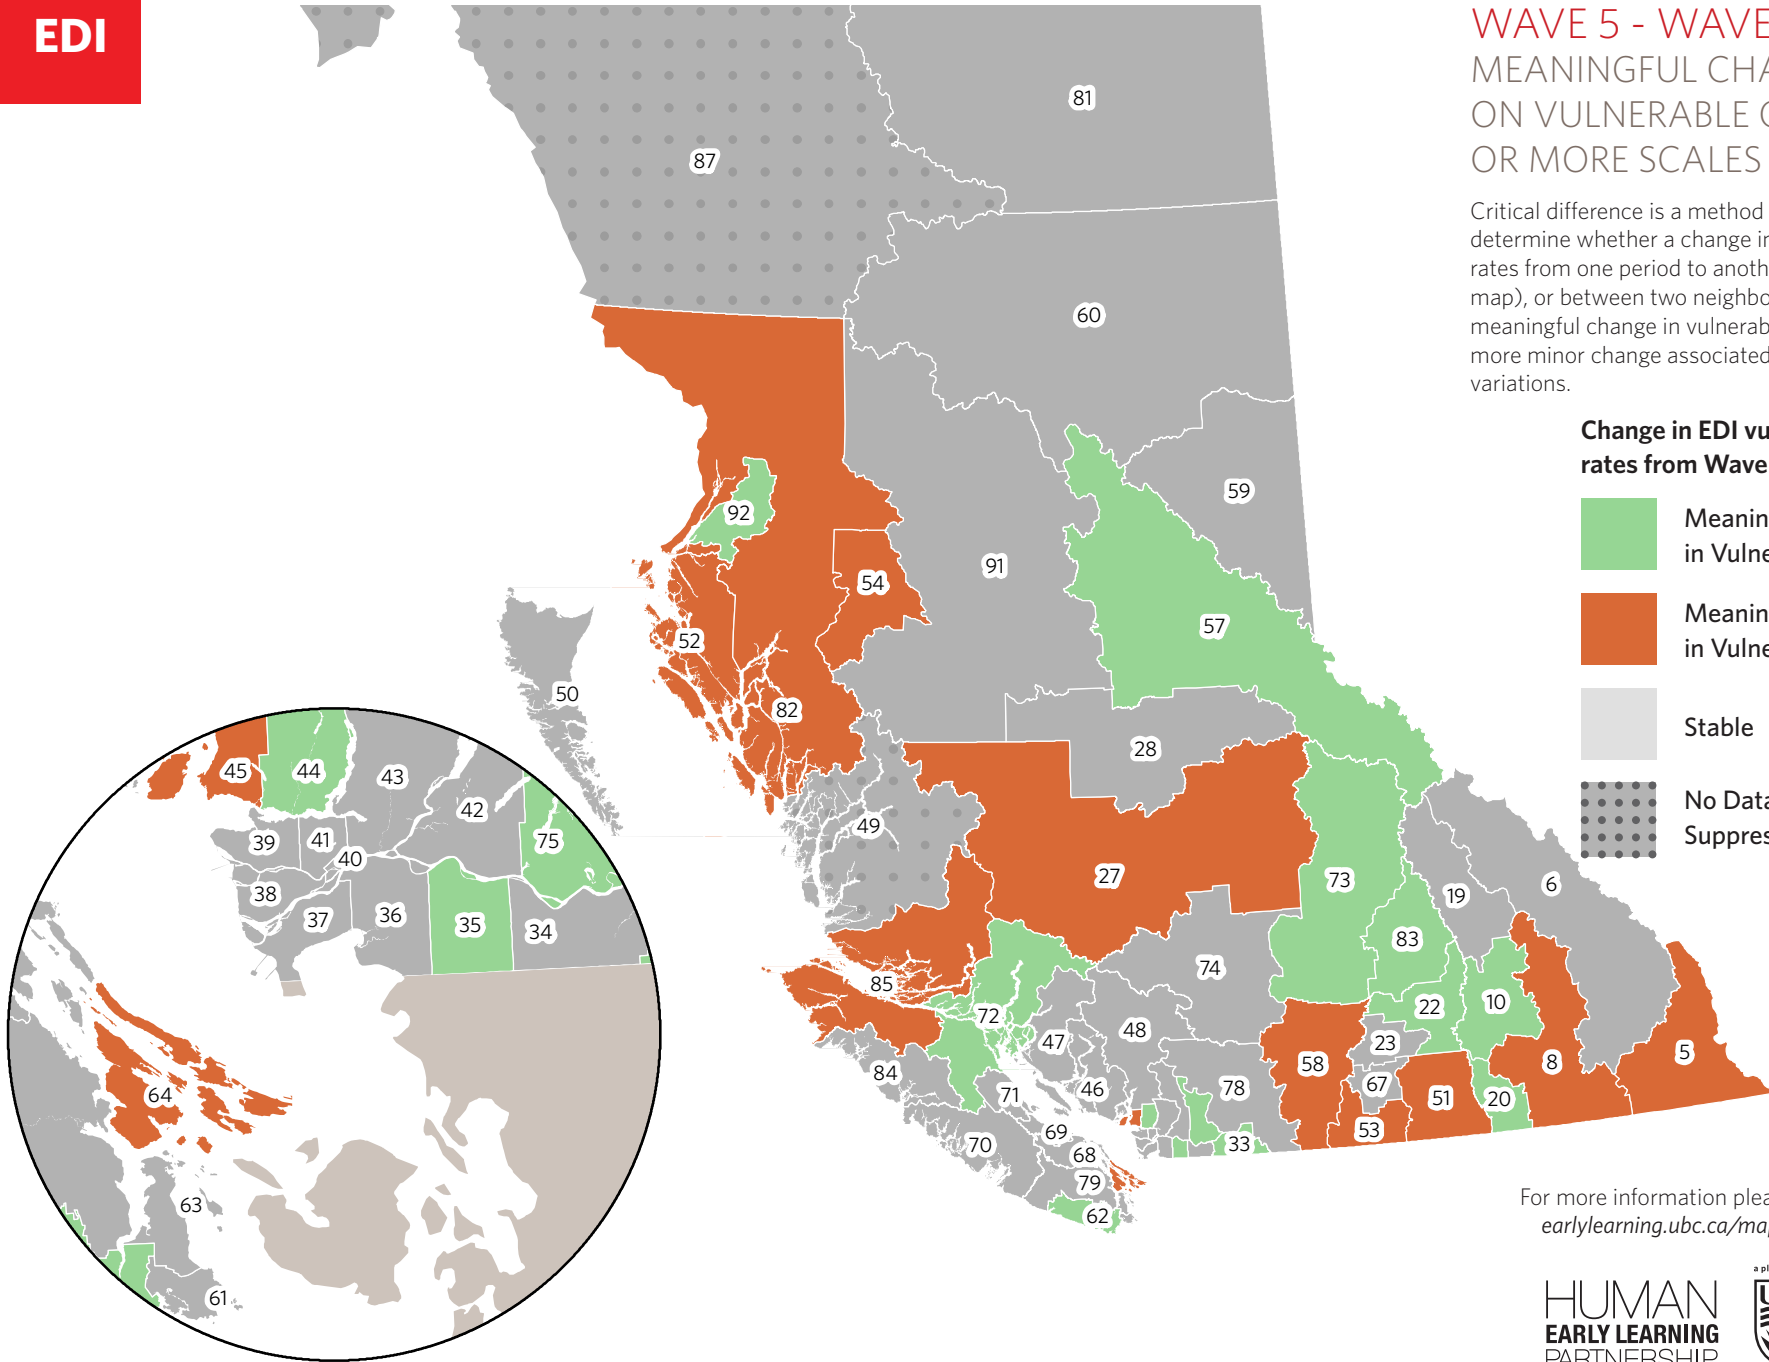 EDI
WAVE 5 - WAVE
MEANINGFUL CHA
ON VULNERABLE O
OR MORE SCALES
Critical difference is a method
determine whether a change in
rates from one period to anoth
map), or between two neighbo
meaningful change in vulnerab
more minor change associated
variations.
Change in EDI vu
rates from Wave
Meanin
in Vulne
Meanin
in Vulne
Stable
No Data
Suppres
81
87
60
59
92
91
54
57
52
50
82
28
49
27
73
19
6
83
74
85
10
22
72
48
47
23
58
5
8
84
67
78
46
71
51
20
53
69
70
33
68
79
62
45
44
43
42
75
39
41
40
38
37
36
35
34
64
63
61
For more information plea
earlylearning.ubc.ca/ma
a pl
HUMAN
EARLY LEARNING
PARTNERSHIP